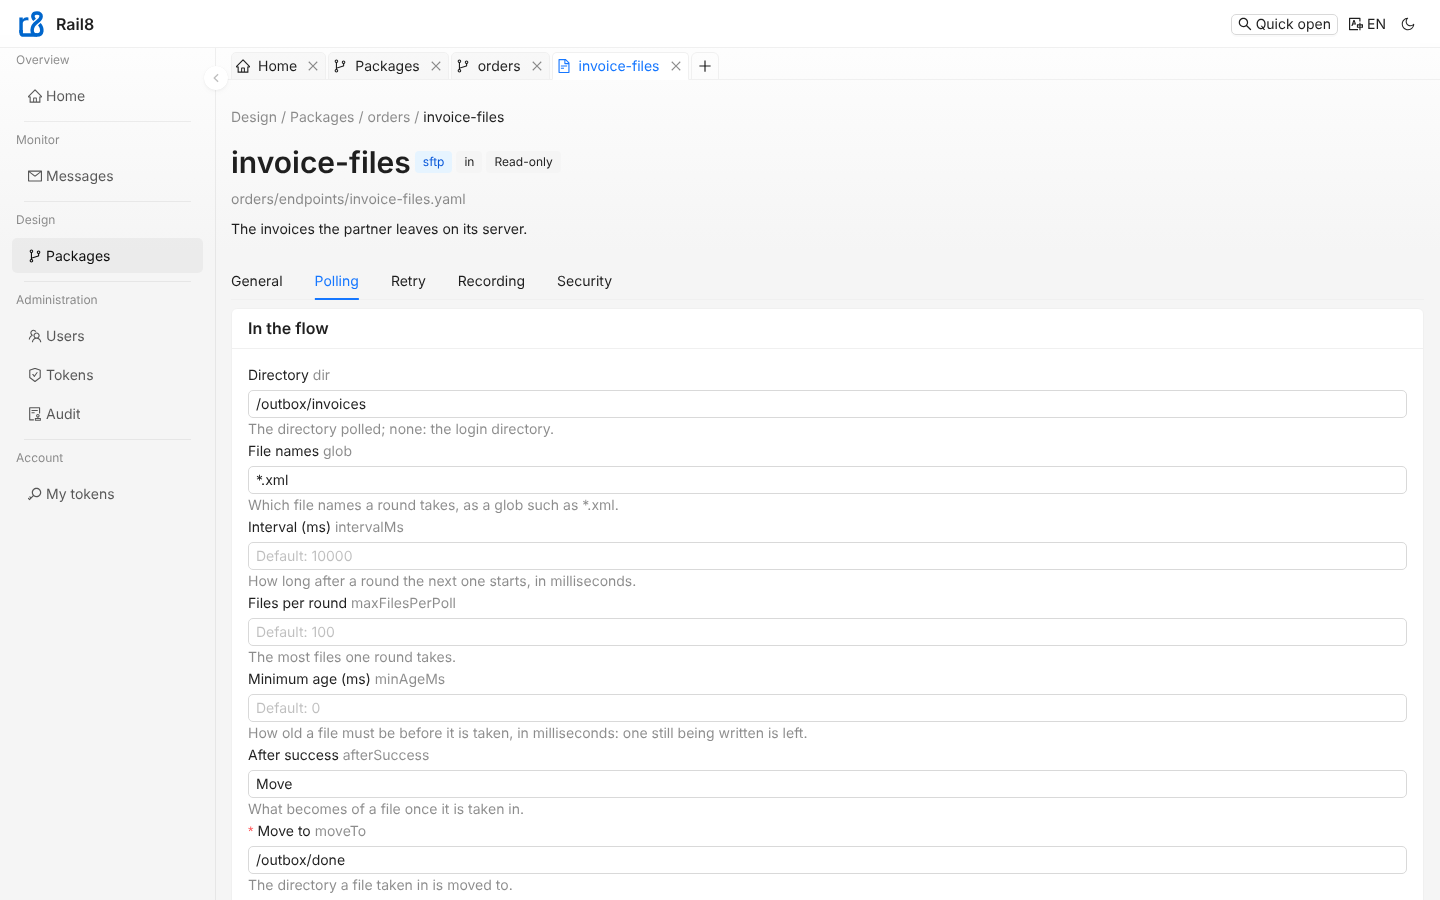 Rail8
Quick open
EN
Overview
Home
Monitor
Messages
Design
Packages
Administration
Users
Tokens
Audit
Account
My tokens
Home
Packages
orders
invoice-files
Design / Packages / orders / invoice-files
invoice-files sftp in Read-only
orders/endpoints/invoice-files.yaml
The invoices the partner leaves on its server.
General Polling Retry Recording Security
In the flow
Directory dir
/outbox/invoices
The directory polled; none: the login directory.
File names glob
*.xml
Which file names a round takes, as a glob such as *.xml.
Interval (ms) intervalMs
Default: 10000
How long after a round the next one starts, in milliseconds.
Files per round maxFilesPerPoll
Default: 100
The most files one round takes.
Minimum age (ms) minAgeMs
Default: 0
How old a file must be before it is taken, in milliseconds: one still being written is left.
After success afterSuccess
Move
What becomes of a file once it is taken in.
* Move to moveTo
/outbox/done
The directory a file taken in is moved to.